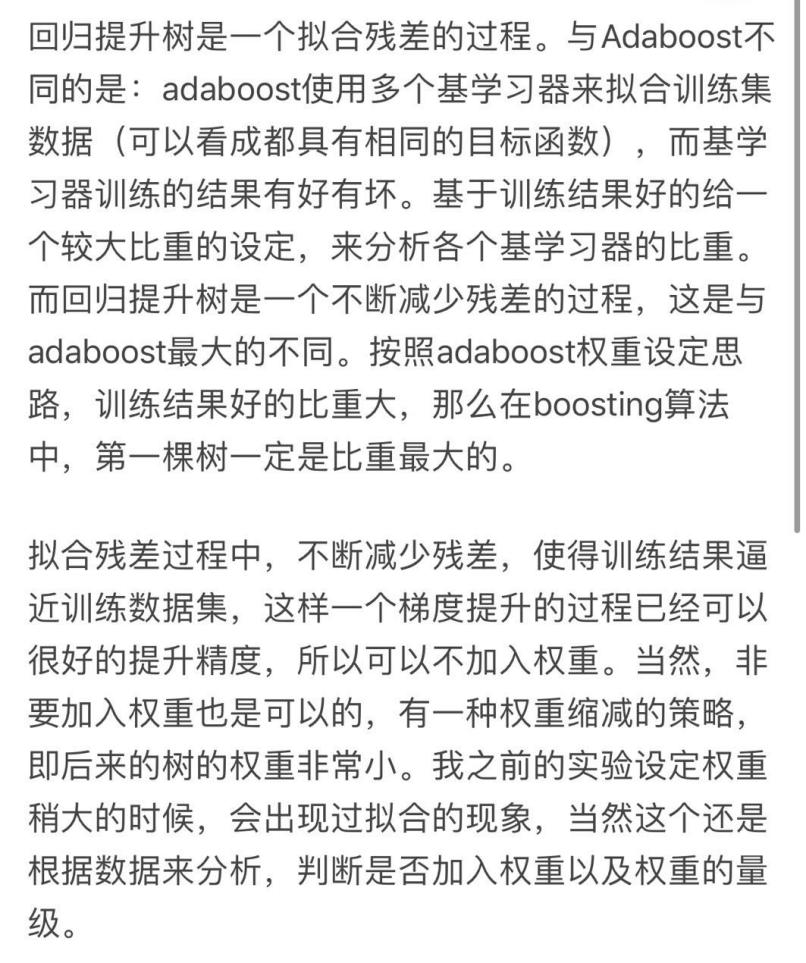 回归提升树是一个拟合残差的过程。与Adaboost不
同的是：adaboost使用多个基学习器来拟合训练集
数据（可以看成都具有相同的目标函数），而基学
习器训练的结果有好有坏。基于训练结果好的给一
个较大比重的设定，来分析各个基学习器的比重。
而回归提升树是一个不断减少残差的过程，这是与
adaboost最大的不同。按照adaboost权重设定思
路，训练结果好的比重大，那么在boosting算法
中，第一棵树一定是比重最大的。
拟合残差过程中，不断减少残差，使得训练结果逼
近训练数据集，这样一个梯度提升的过程已经可以
很好的提升精度，所以可以不加入权重。当然，非
要加入权重也是可以的，有一种权重缩减的策略，
即后来的树的权重非常小。我之前的实验设定权重
稍大的时候，会出现过拟合的现象，当然这个还是
根据数据来分析，判断是否加入权重以及权重的量
级。